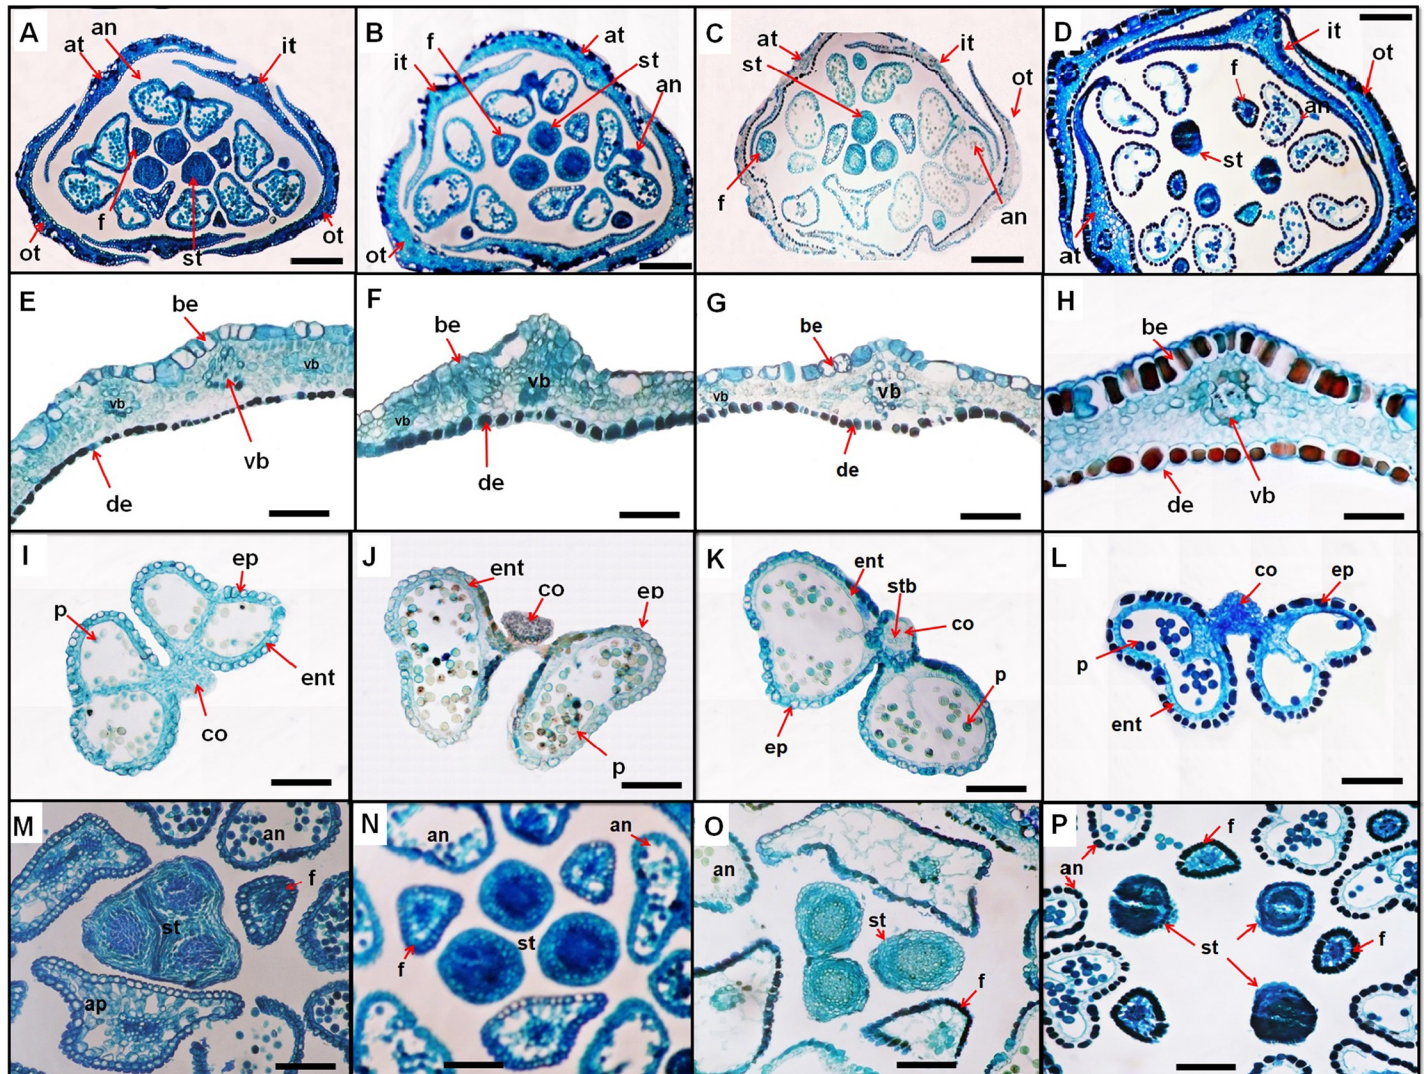 A
an
at
it
f
ot
st
ot
B
f
at
it
st
an
ot
C
at
it
st
ot
f
an
D
it
ot
f
an
st
at
E
be
vb
vb
vb
de
F
be
vb
vb
de
G
be
vb
vb
de
H
be
de
vb
I
ep
p
ent
co
J
ent
co
ep
p
K
ent
stb
co
p
ep
L
co
ep
p
ent
M
an
f
st
ap
N
an
an
st
f
O
an
st
f
P
f
an
st
f